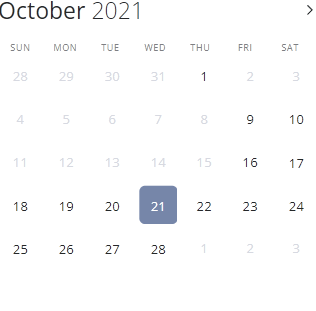 October 2021
SUN MON TUE WED THU FRI SAT
28 29 30 31 1 2 3
4 5 6 7 8 9 10
11 12 13 14 15 16 17
18 19 20 21 22 23 24
25 26 27 28 1 2 3